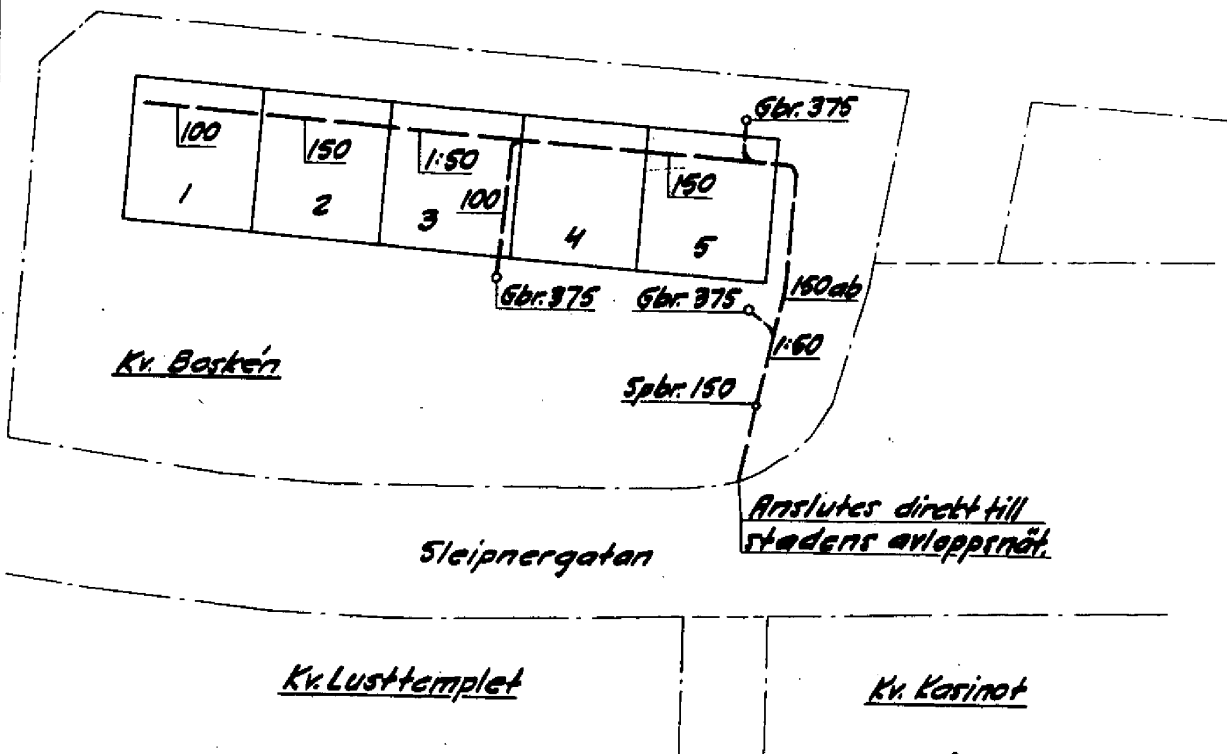 Gbr. 375
100
150
1:50
150
100
1
2
3
4
5
Gbr. 375
Gbr. 375
150ab
1:60
Kv. Boskén
Spbr. 150
Anslutes direkt till
stadens avloppsnät.
Sleipnergatan
Kv. Lusttemplet
Kv. Kasinot